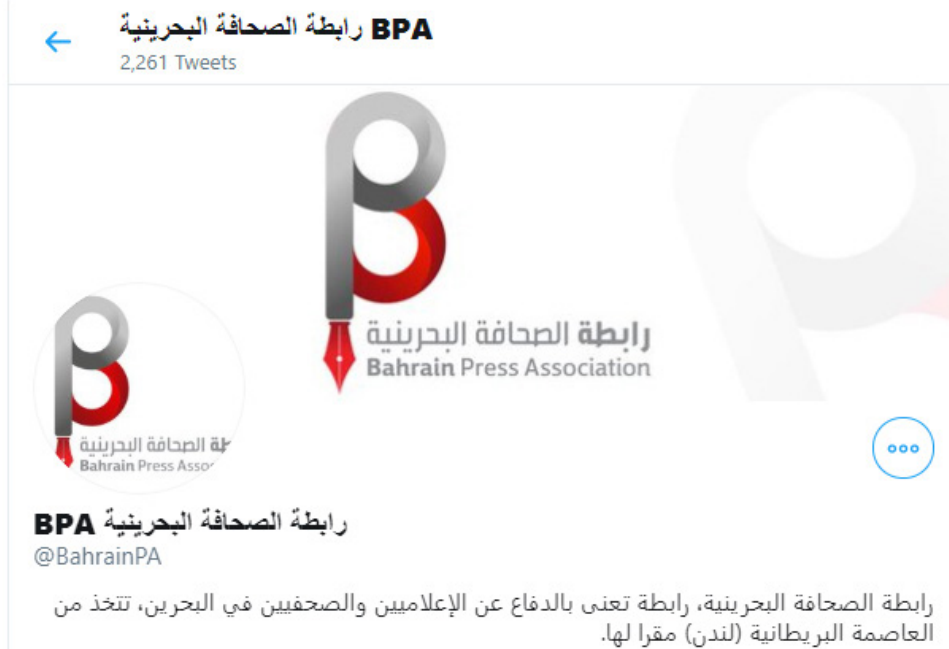 رابطة الصحافة البحرينية BPA
2,261 Tweets
رابطة الصحافة البحرينية
Bahrain Press Association
طة الصحافة البحرينية
Bahrain Press Assoc
رابطة الصحافة البحرينية BPA
@BahrainPA
رابطة الصحافة البحرينية، رابطة تعنى بالدفاع عن الإعلاميين والصحفيين في البحرين، تتخذ من
العاصمة البريطانية (لندن) مقرا لها.